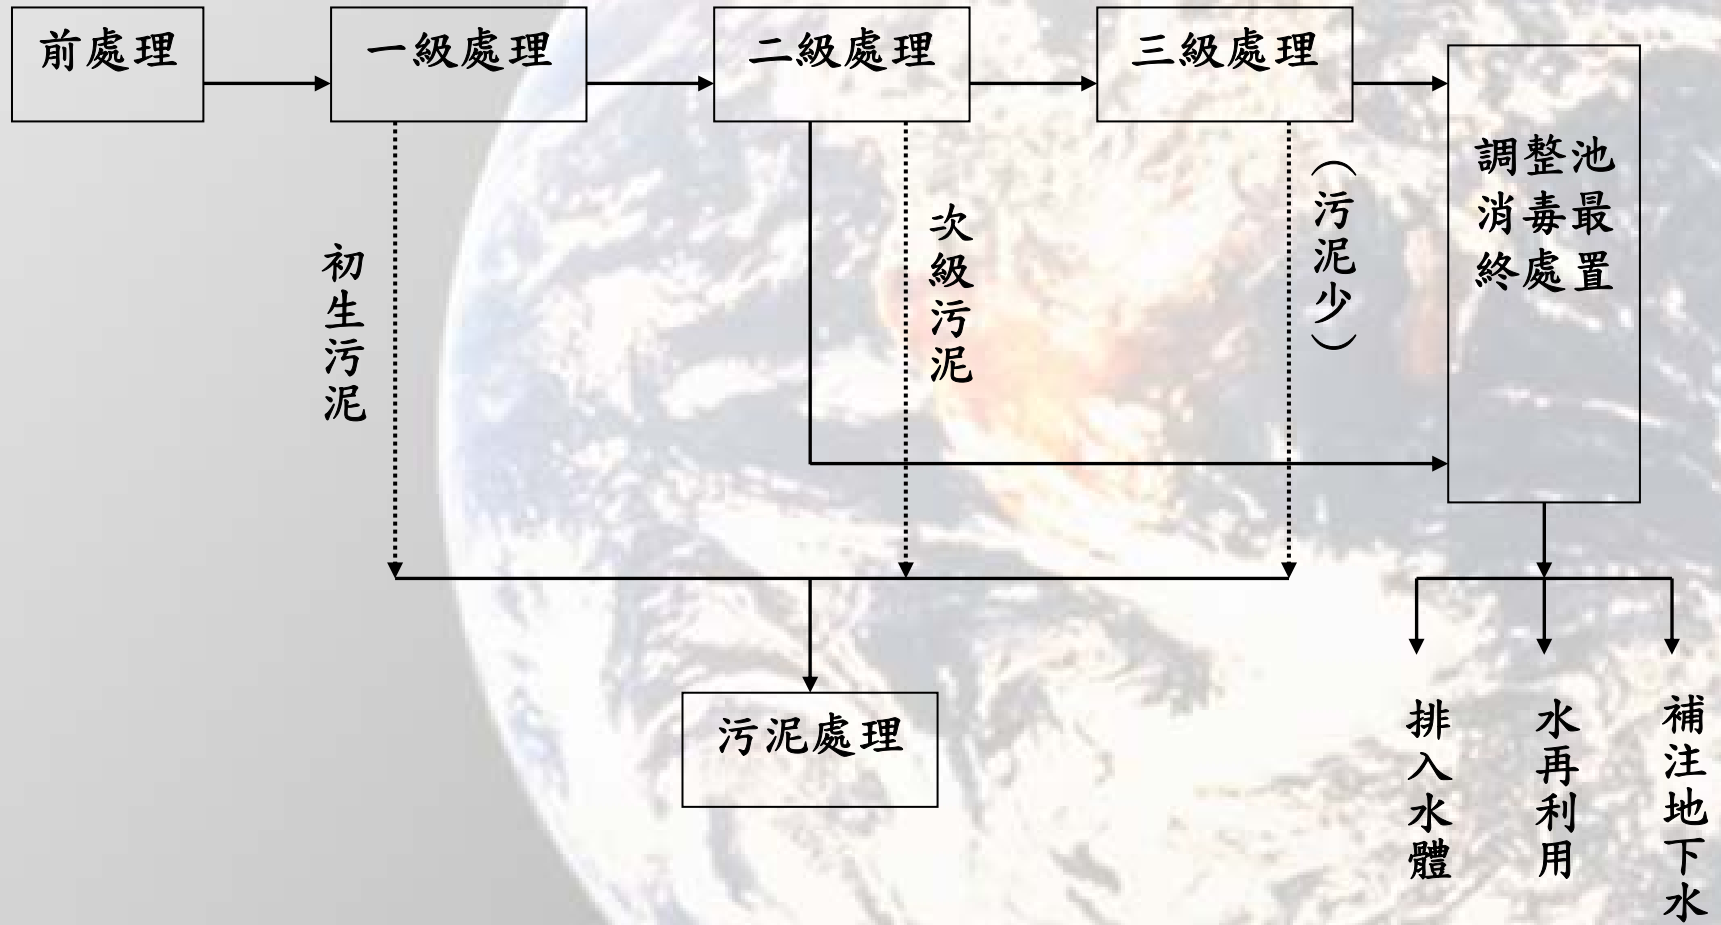 前處理
一級處理
二級處理
三級處理
調整池
消毒最
終處置
初生污泥
次級污泥
（污泥少）
污泥處理
排入水體
水再利用
補注地下水